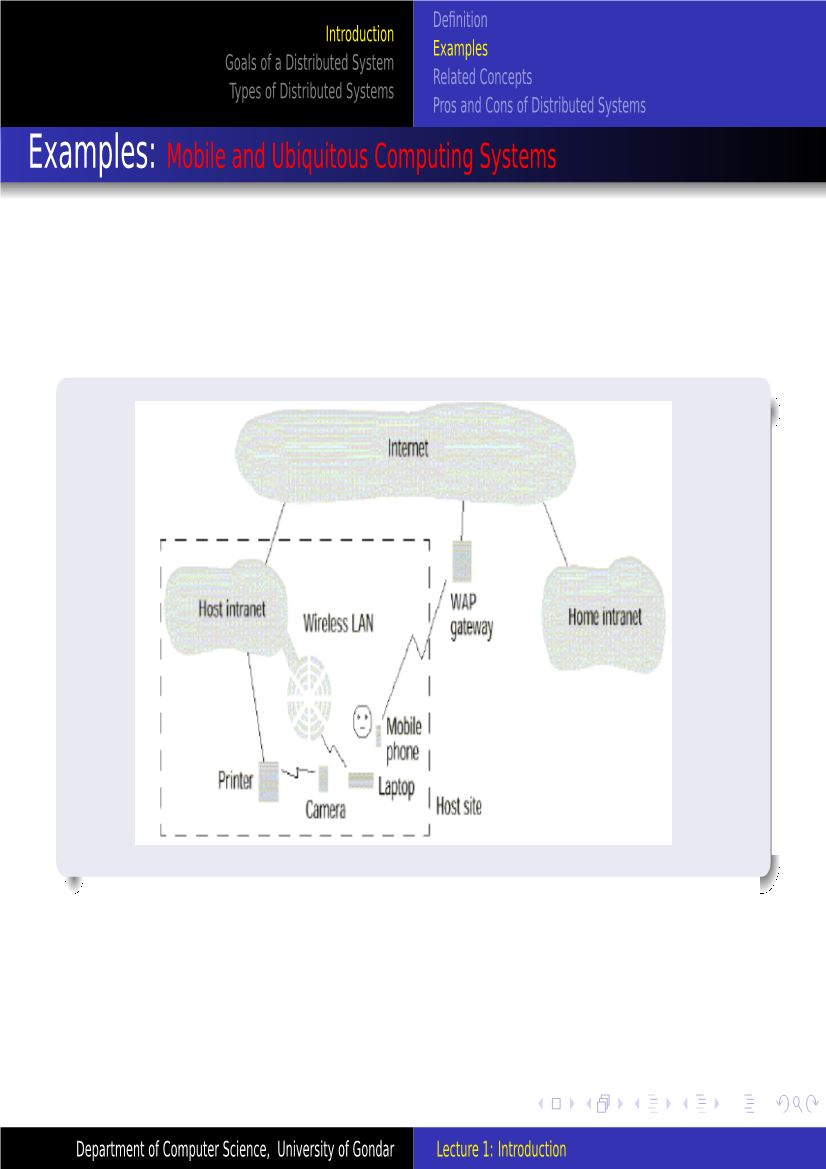 Introduction
Goals of a Distributed System
Types of Distributed Systems
Definition
Examples
Related Concepts
Pros and Cons of Distributed Systems
Examples: Mobile and Ubiquitous Computing Systems
Internet
Host intranet
Wireless LAN
WAP
gateway
Home intranet
Mobile
phone
Printer
Camera
Laptop
Host site
Department of Computer Science, University of Gondar
Lecture 1: Introduction